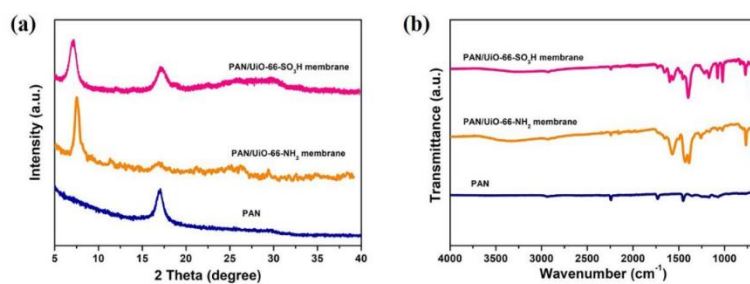 (a)
Intensity (a.u.)
PAN/UiO-66-SO₃H membrane
PAN/UiO-66-NH₂ membrane
PAN
5 10 15 20 25 30 35 40
2 Theta (degree)
(b)
Transmittance (a.u.)
PAN/UiO-66-SO₃H membrane
PAN/UiO-66-NH₂ membrane
PAN
4000 3500 3000 2500 2000 1500 1000
Wavenumber (cm⁻¹)